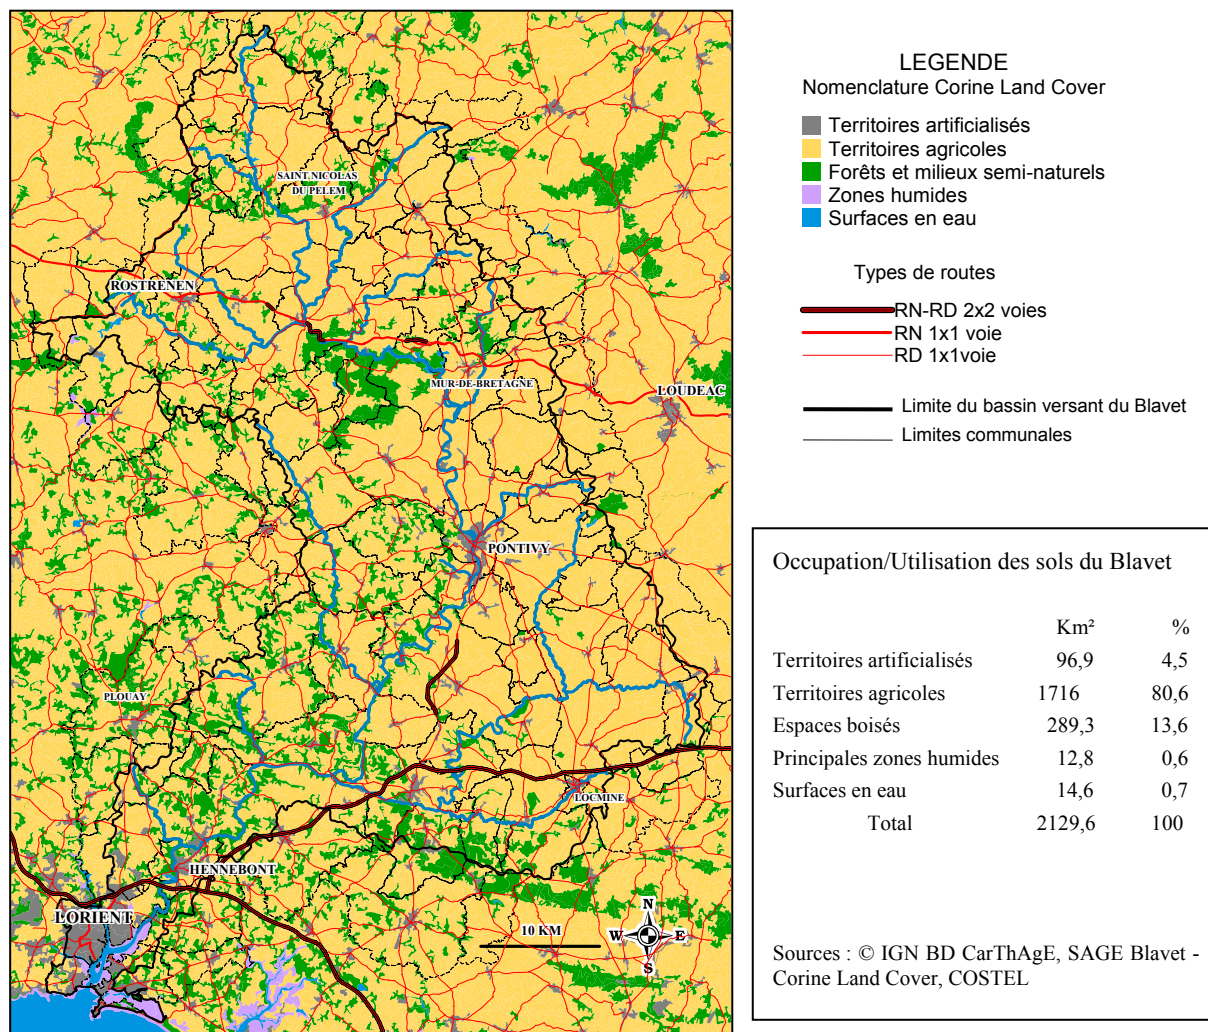 SAINT NICOLAS
DU PELEM
ROSTRENEN
MUR-DE-BRETAGNE
LOUDEAC
PONTIVY
PLOUAY
LOCMINE
HENNEBONT
LORIENT
10 KM
N
W E
S
LEGENDE
Nomenclature Corine Land Cover
Territoires artificialisés
Territoires agricoles
Forêts et milieux semi-naturels
Zones humides
Surfaces en eau
Types de routes
RN-RD 2x2 voies
RN 1x1 voie
RD 1x1voie
Limite du bassin versant du Blavet
Limites communales
Occupation/Utilisation des sols du Blavet
Km² %
Territoires artificialisés 96,9 4,5
Territoires agricoles 1716 80,6
Espaces boisés 289,3 13,6
Principales zones humides 12,8 0,6
Surfaces en eau 14,6 0,7
Total 2129,6 100
Sources : © IGN BD CarThAgE, SAGE Blavet -
Corine Land Cover, COSTEL